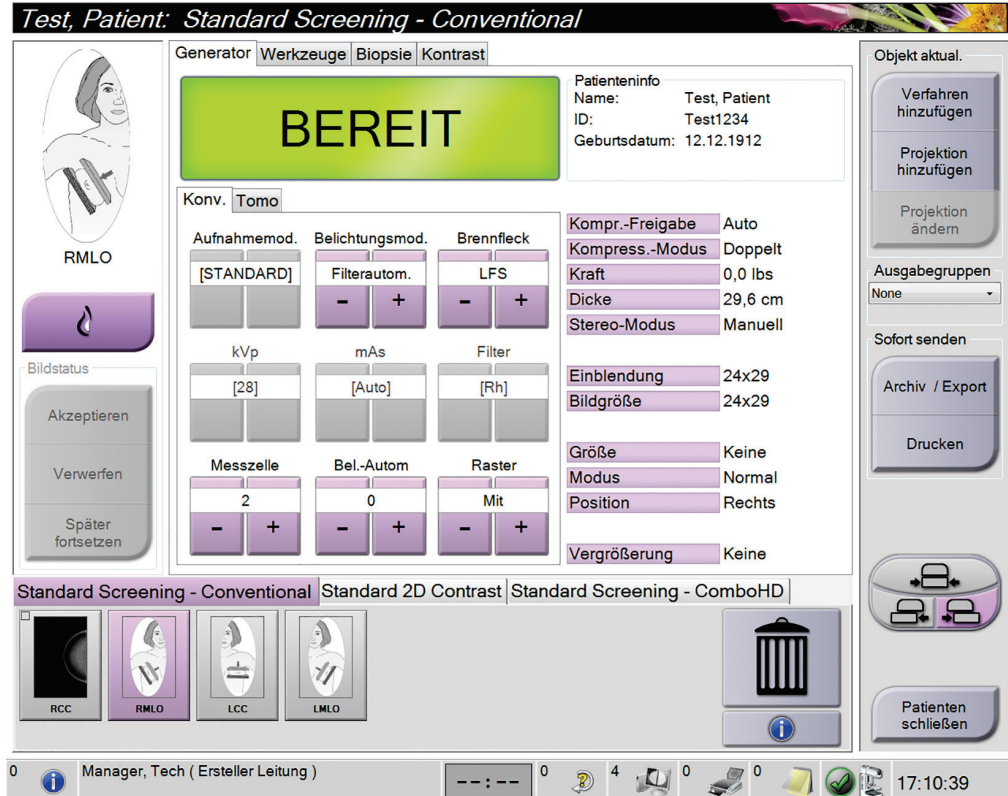 Test, Patient: Standard Screening - Conventional
RMLO
Bildstatus
Akzeptieren
Verwerfen
Später
fortsetzen
Generator Werkzeuge Biopsie Kontrast
BEREIT
Patienteninfo
Name: Test, Patient
ID: Test1234
Geburtsdatum: 12.12.1912
Konv. Tomo
Aufnahmemod. Belichtungsmod. Brennfleck
[STANDARD] Filterautom. LFS
- + - +
kVp mAs Filter
[28] [Auto] [Rh]
Messzelle Bel.-Autom Raster
2 0 Mit
- + - + - +
Kompr.-Freigabe Auto
Kompress.-Modus Doppelt
Kraft 0,0 lbs
Dicke 29,6 cm
Stereo-Modus Manuell
Einblendung 24x29
Bildgröße 24x29
Größe Keine
Modus Normal
Position Rechts
Vergrößerung Keine
Objekt aktual.
Verfahren
hinzufügen
Projektion
hinzufügen
Projektion
ändern
Ausgabegruppen
None
Sofort senden
Archiv / Export
Drucken
Patienten
schließen
Standard Screening - Conventional Standard 2D Contrast Standard Screening - ComboHD
RCC RMLO LCC LMLO
0 Manager, Tech ( Ersteller Leitung ) --:-- 0 4 0 0 17:10:39